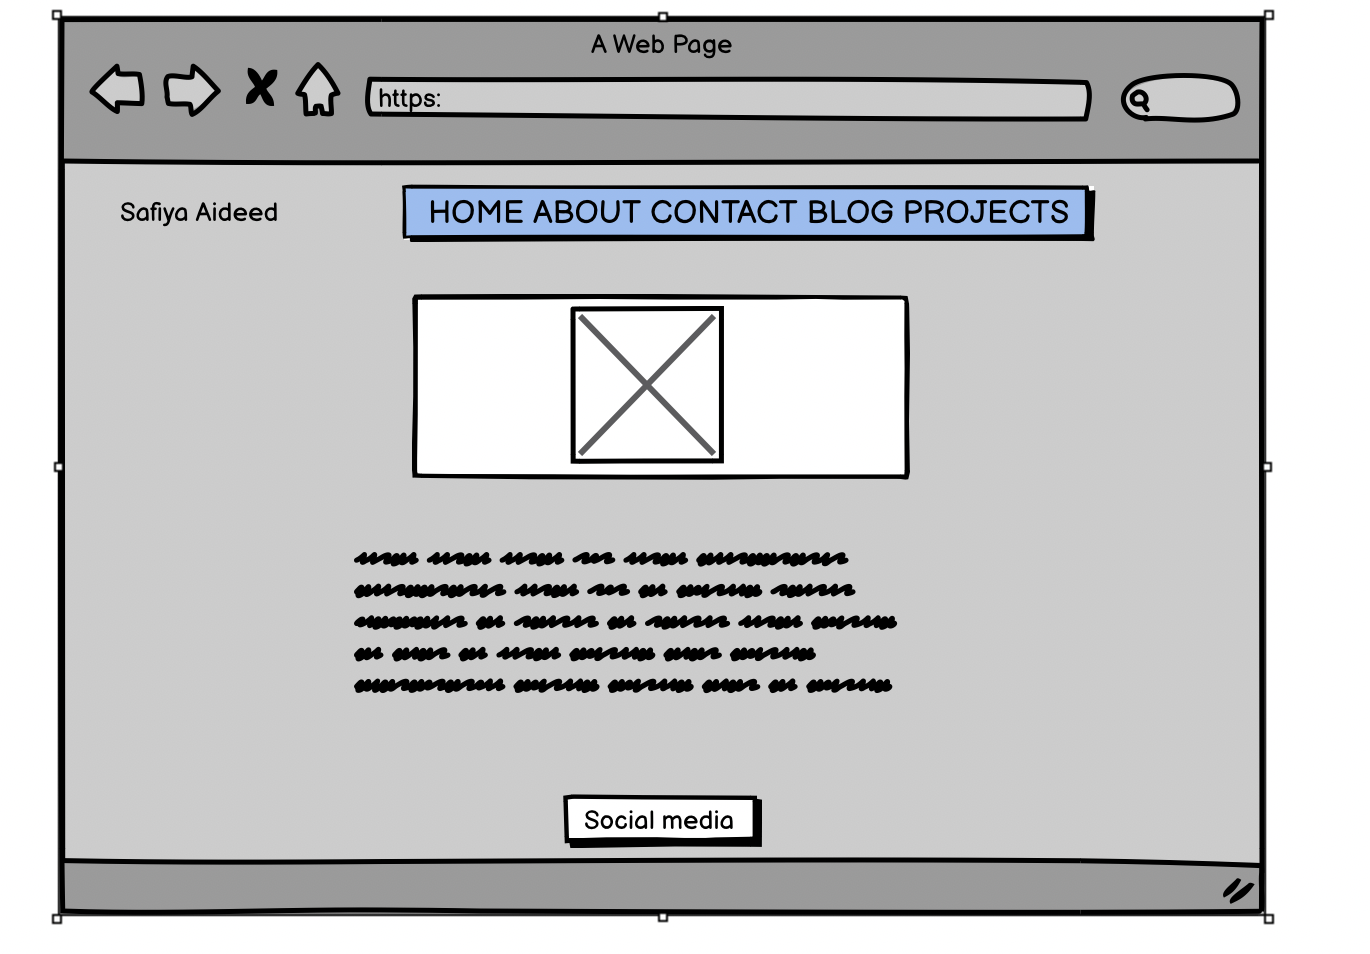 A Web Page
https:
Safiya Aideed
HOME ABOUT CONTACT BLOG PROJECTS
Social media